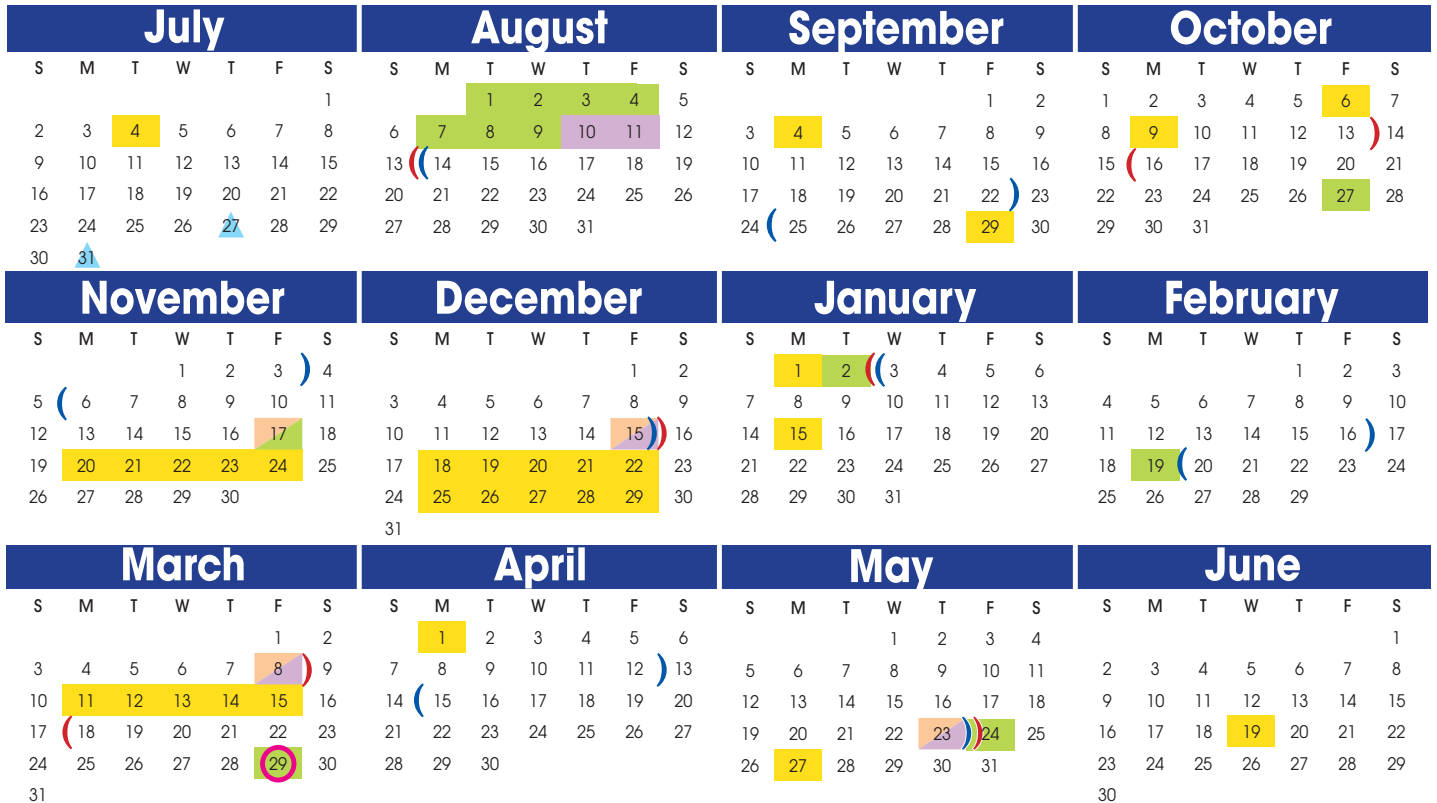 July August September October
S M T W T F S S M T W T F S S M T W T F S S M T W T F S
1 1 2 3 4 5 1 2 1 2 3 4 5 6 7
2 3 4 5 6 7 8 6 7 8 9 10 11 12 3 4 5 6 7 8 9 8 9 10 11 12 13 ) 14
9 10 11 12 13 14 15 13 ( ( 14 15 16 17 18 19 10 11 12 13 14 15 16 15 ( 16 17 18 19 20 21
16 17 18 19 20 21 22 20 21 22 23 24 25 26 17 18 19 20 21 22 ) 23 22 23 24 25 26 27 28
23 24 25 26 27 28 29 27 28 29 30 31 24 ( 25 26 27 28 29 30 29 30 31
30 31
November December January February
S M T W T F S S M T W T F S S M T W T F S S M T W T F S
1 2 3 ) 4 1 2 1 2 ( ( 3 4 5 6 1 2 3
5 ( 6 7 8 9 10 11 3 4 5 6 7 8 9 7 8 9 10 11 12 13 4 5 6 7 8 9 10
12 13 14 15 16 17 18 10 11 12 13 14 15 ) ) 16 14 15 16 17 18 19 20 11 12 13 14 15 16 ) 17
19 20 21 22 23 24 25 17 18 19 20 21 22 23 21 22 23 24 25 26 27 18 19 ( 20 21 22 23 24
26 27 28 29 30 24 25 26 27 28 29 30 28 29 30 31 25 26 27 28 29
31
March April May June
S M T W T F S S M T W T F S S M T W T F S S M T W T F S
1 2 1 2 3 4 5 6 1 2 3 4 1
3 4 5 6 7 8 ) 9 7 8 9 10 11 12 ) 13 5 6 7 8 9 10 11 2 3 4 5 6 7 8
10 11 12 13 14 15 16 14 ( 15 16 17 18 19 20 12 13 14 15 16 17 18 9 10 11 12 13 14 15
17 ( 18 19 20 21 22 23 21 22 23 24 25 26 27 19 20 21 22 23 ) ) 24 25 16 17 18 19 20 21 22
24 25 26 27 28 29 30 28 29 30 26 27 28 29 30 31 23 24 25 26 27 28 29
31 30